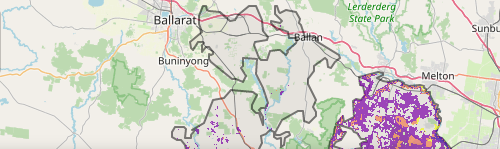 Lerderderg
State Park
Ballarat
Sunbu
Ballan
Buninyong
Melton